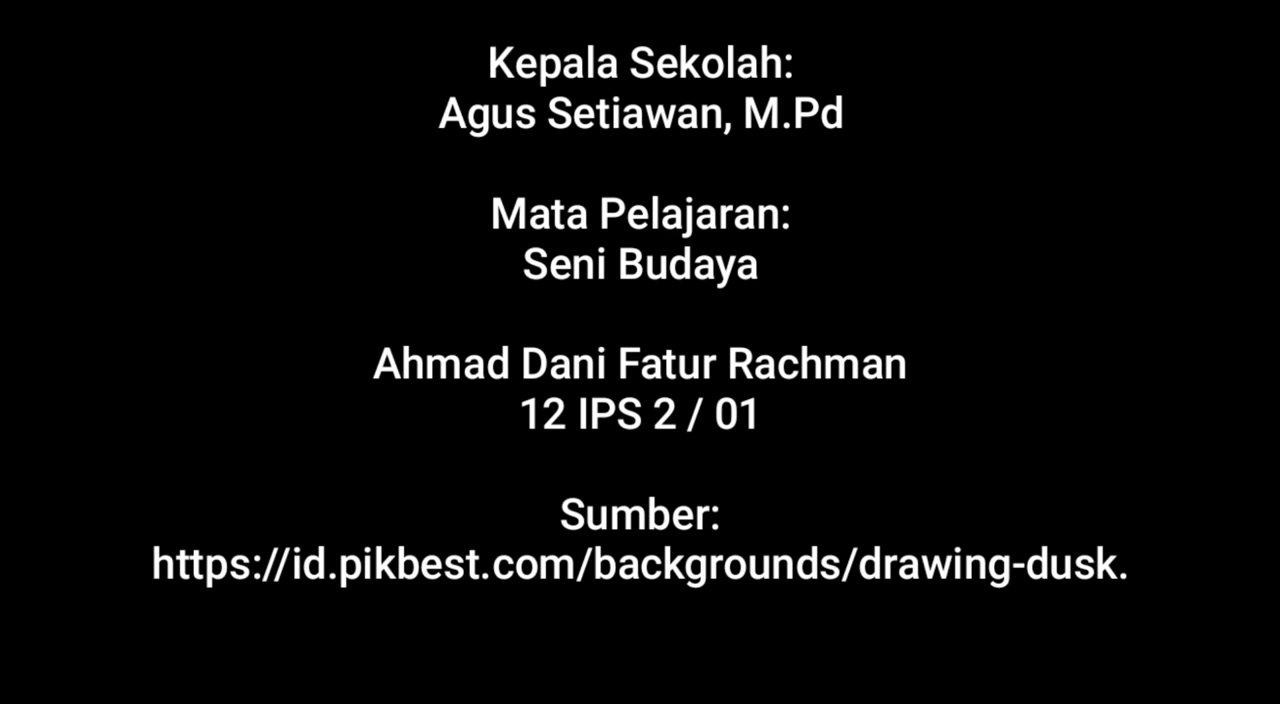 Kepala Sekolah:
Agus Setiawan, M.Pd
Mata Pelajaran:
Seni Budaya
Ahmad Dani Fatur Rachman
12 IPS 2 / 01
Sumber:
https://id.pikbest.com/backgrounds/drawing-dusk.